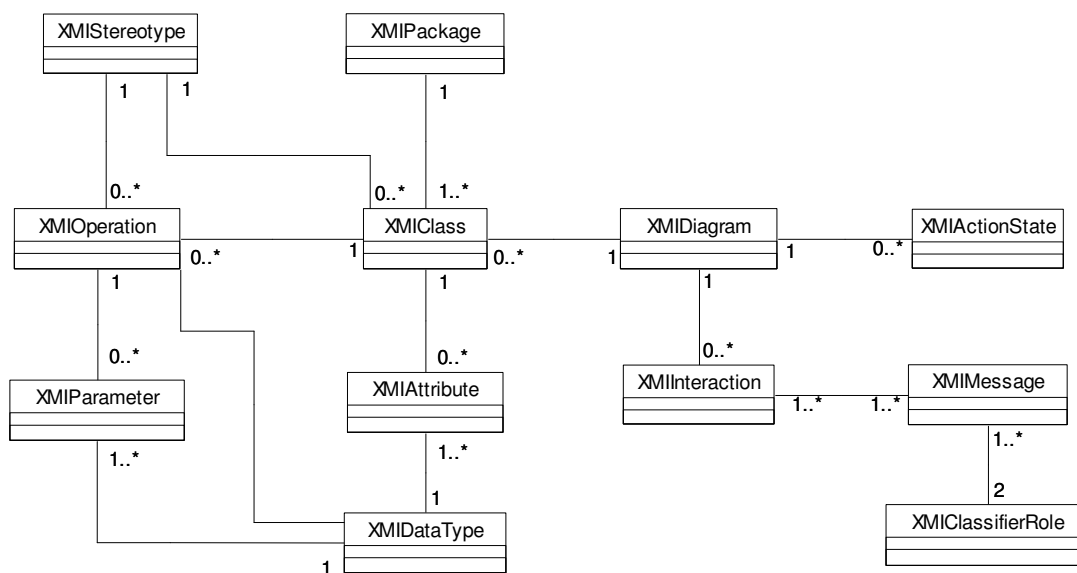 XMIStereotype
XMIPackage
1
1
1
0..*
0..*
1..*
XMIOperation
XMIClass
XMIDiagram
XMIActionState
0..*
1
0..*
1
1
0..*
1
1
1
0..*
0..*
0..*
XMIParameter
XMIAttribute
XMIInteraction
XMIMessage
1..*
1..*
1..*
1..*
1..*
1
2
XMIDataType
XMIClassifierRole
1